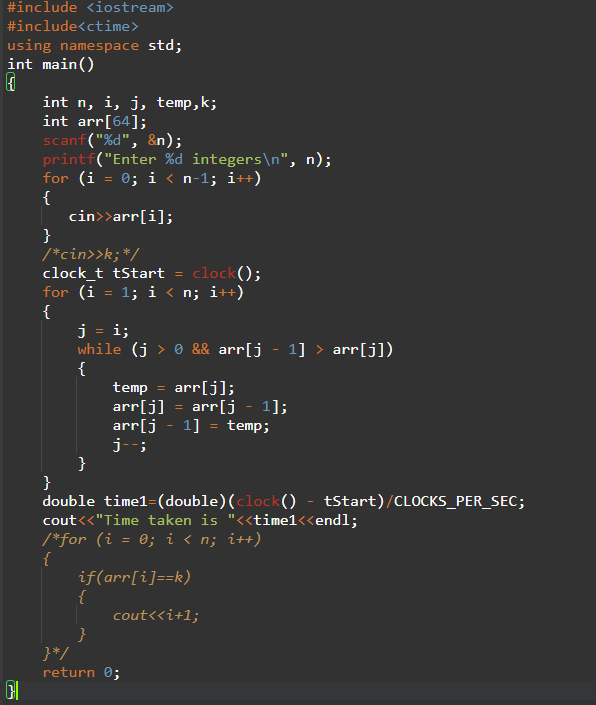 #include <iostream>
#include<ctime>
using namespace std;
int main()
{
    int n, i, j, temp,k;
    int arr[64];
    scanf("%d", &n);
    printf("Enter %d integers\n", n);
    for (i = 0; i < n-1; i++)
    {
       cin>>arr[i];
    }
    /*cin>>k;*/
    clock_t tStart = clock();
    for (i = 1; i < n; i++)
    {
        j = i;
        while (j > 0 && arr[j - 1] > arr[j])
        {
            temp = arr[j];
            arr[j] = arr[j - 1];
            arr[j - 1] = temp;
            j--;
        }
    }
    double time1=(double)(clock() - tStart)/CLOCKS_PER_SEC;
    cout<<"Time taken is "<<time1<<endl;
    /*for (i = 0; i < n; i++)
    {
        if(arr[i]==k)
        {
            cout<<i+1;
        }
    }*/
    return 0;
}